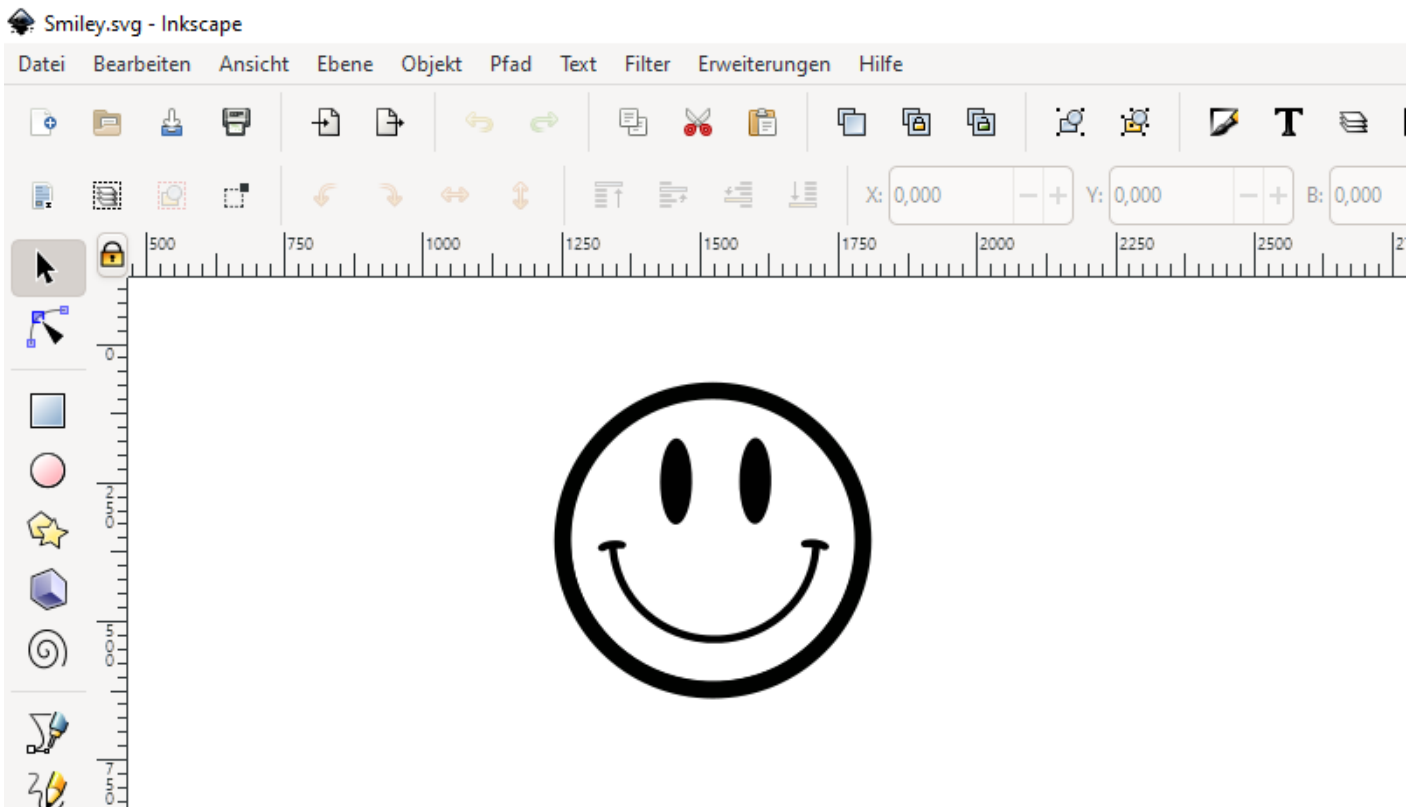 Smiley.svg - Inkscape
Datei Bearbeiten Ansicht Ebene Objekt Pfad Text Filter Erweiterungen Hilfe
X: 0,000 Y: 0,000 B: 0,000
500 750 1000 1250 1500 1750 2000 2250 2500
0
250
500
750